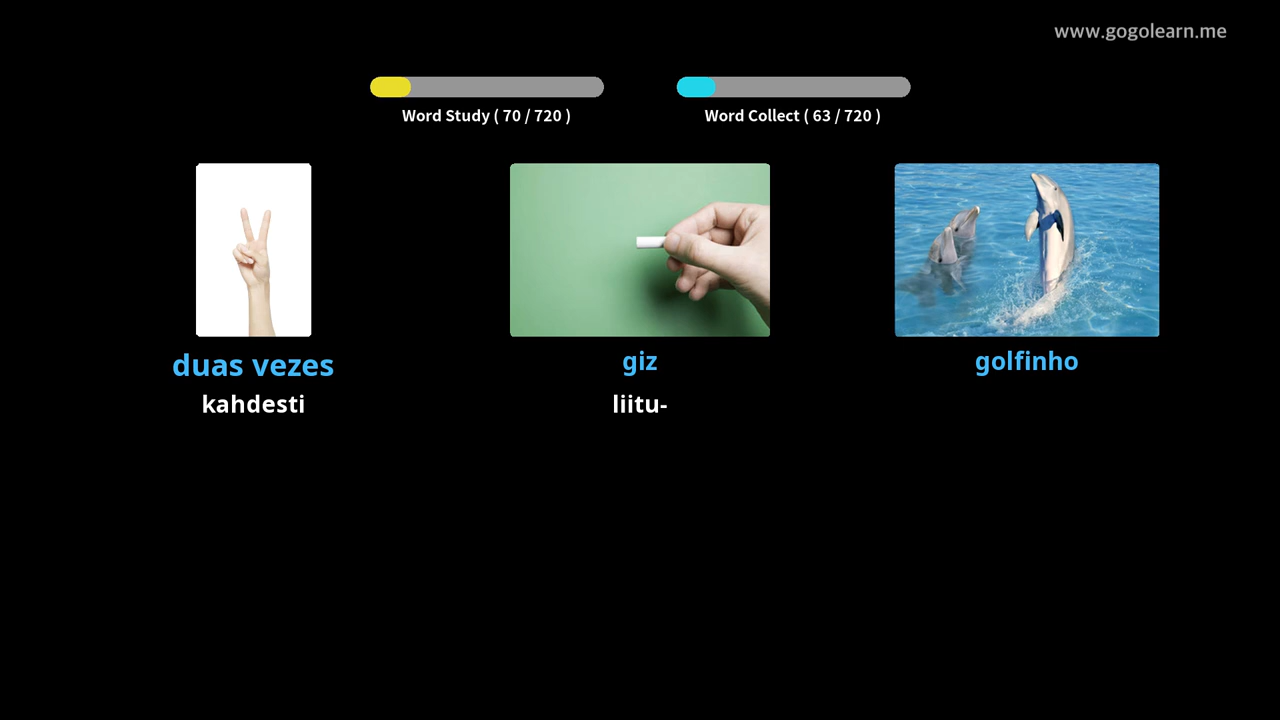 www.gogolearn.me
Word Study ( 70 / 720 )
Word Collect ( 63 / 720 )
duas vezes
giz
golfinho
kahdesti
liitu-